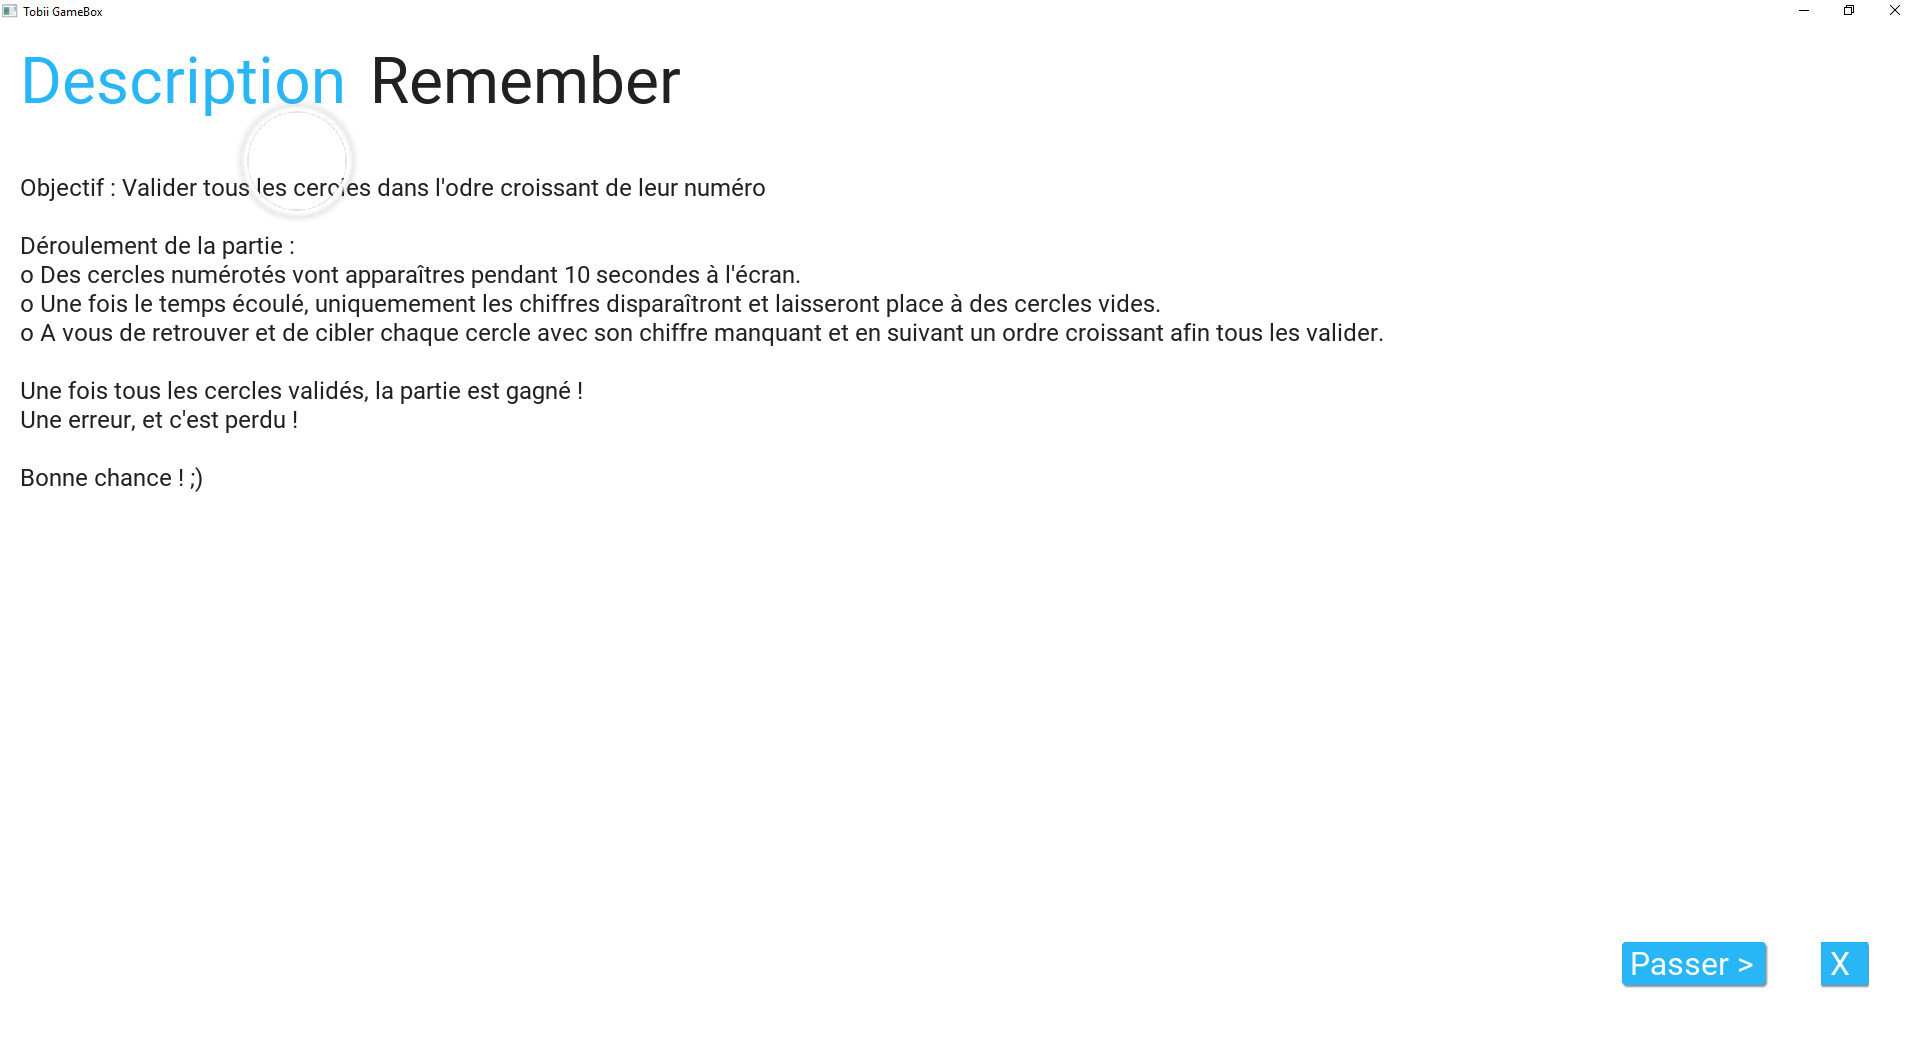 Tobii GameBox
Description Remember
Objectif : Valider tous les cercles dans l'odre croissant de leur numéro
Déroulement de la partie :
o Des cercles numérotés vont apparaîtres pendant 10 secondes à l'écran.
o Une fois le temps écoulé, uniquemement les chiffres disparaîtront et laisseront place à des cercles vides.
o A vous de retrouver et de cibler chaque cercle avec son chiffre manquant et en suivant un ordre croissant afin tous les valider.
Une fois tous les cercles validés, la partie est gagné !
Une erreur, et c'est perdu !
Bonne chance ! ;)
Passer > X